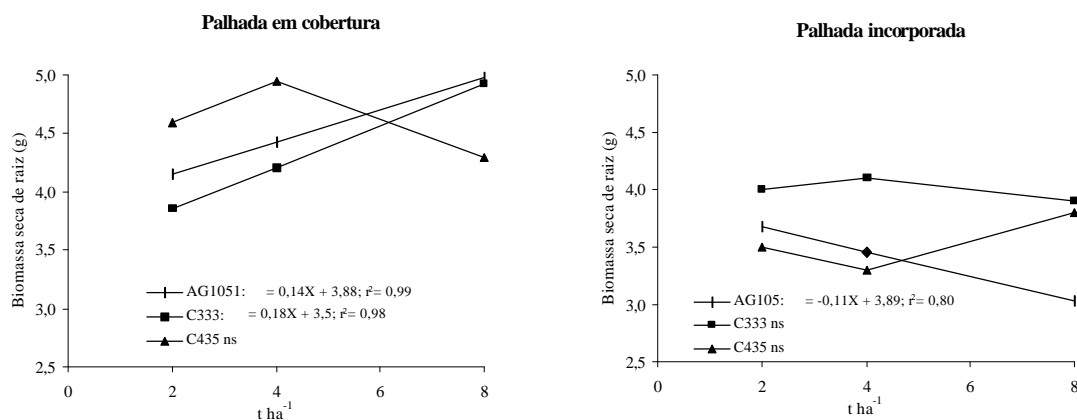 Palhada em cobertura
5,0
4,5
4,0
3,5
3,0
2,5
0
2
4
6
8
Biomassa seca de raiz (g)
t ha⁻¹
AG1051: = 0,14X + 3,88; r²= 0,99
C333: = 0,18X + 3,5; r²= 0,98
C435 ns
Palhada incorporada
5,0
4,5
4,0
3,5
3,0
2,5
0
2
4
6
8
Biomassa seca de raiz (g)
t ha⁻¹
AG105: = -0,11X + 3,89; r²= 0,80
C333 ns
C435 ns